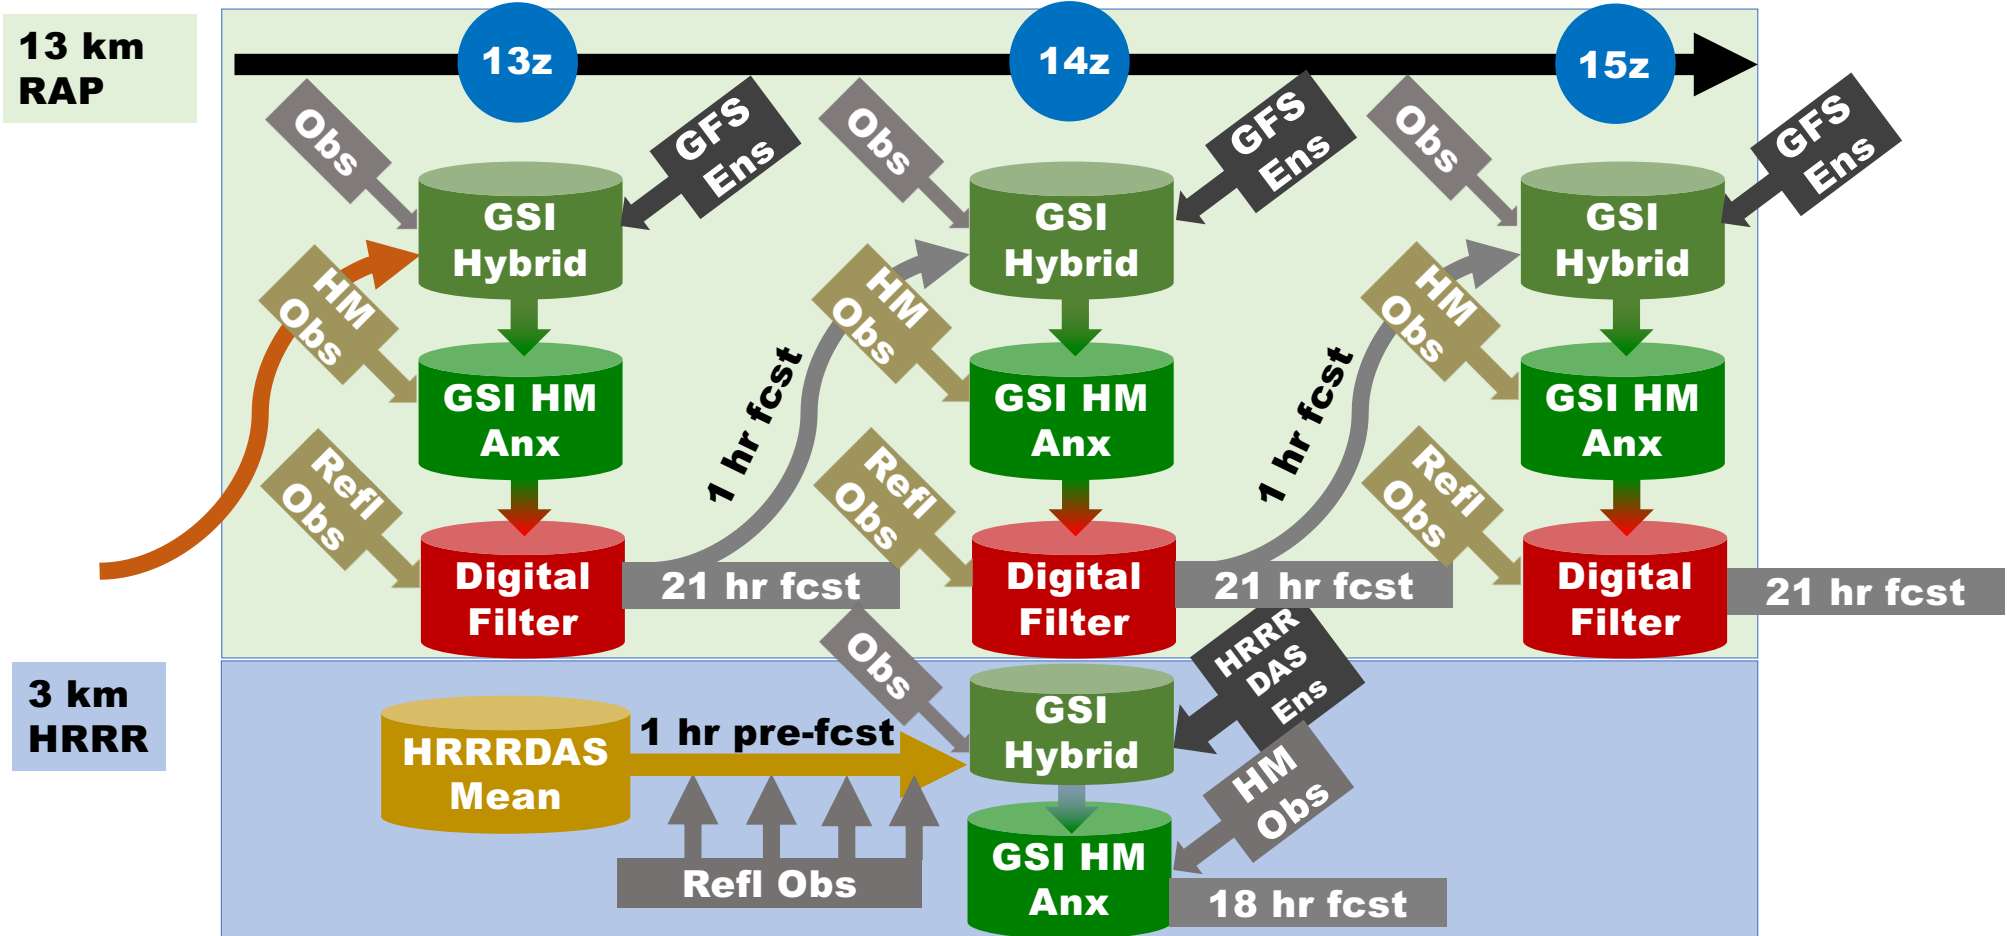 13 km
RAP
13z
14z
15z
Obs
GFS
Ens
Obs
GFS
Ens
Obs
GFS
Ens
GSI
Hybrid
GSI
Hybrid
GSI
Hybrid
HM
Obs
HM
Obs
HM
Obs
GSI HM
Anx
1 hr fcst
GSI HM
Anx
1 hr fcst
GSI HM
Anx
Refl
Obs
Refl
Obs
Refl
Obs
Digital
Filter
21 hr fcst
Digital
Filter
21 hr fcst
Digital
Filter
21 hr fcst
3 km
HRRR
HRRRDAS
Mean
1 hr pre-fcst
Refl Obs
Obs
GSI
Hybrid
HRRR
DAS
Ens
HM
Obs
GSI HM
Anx
18 hr fcst